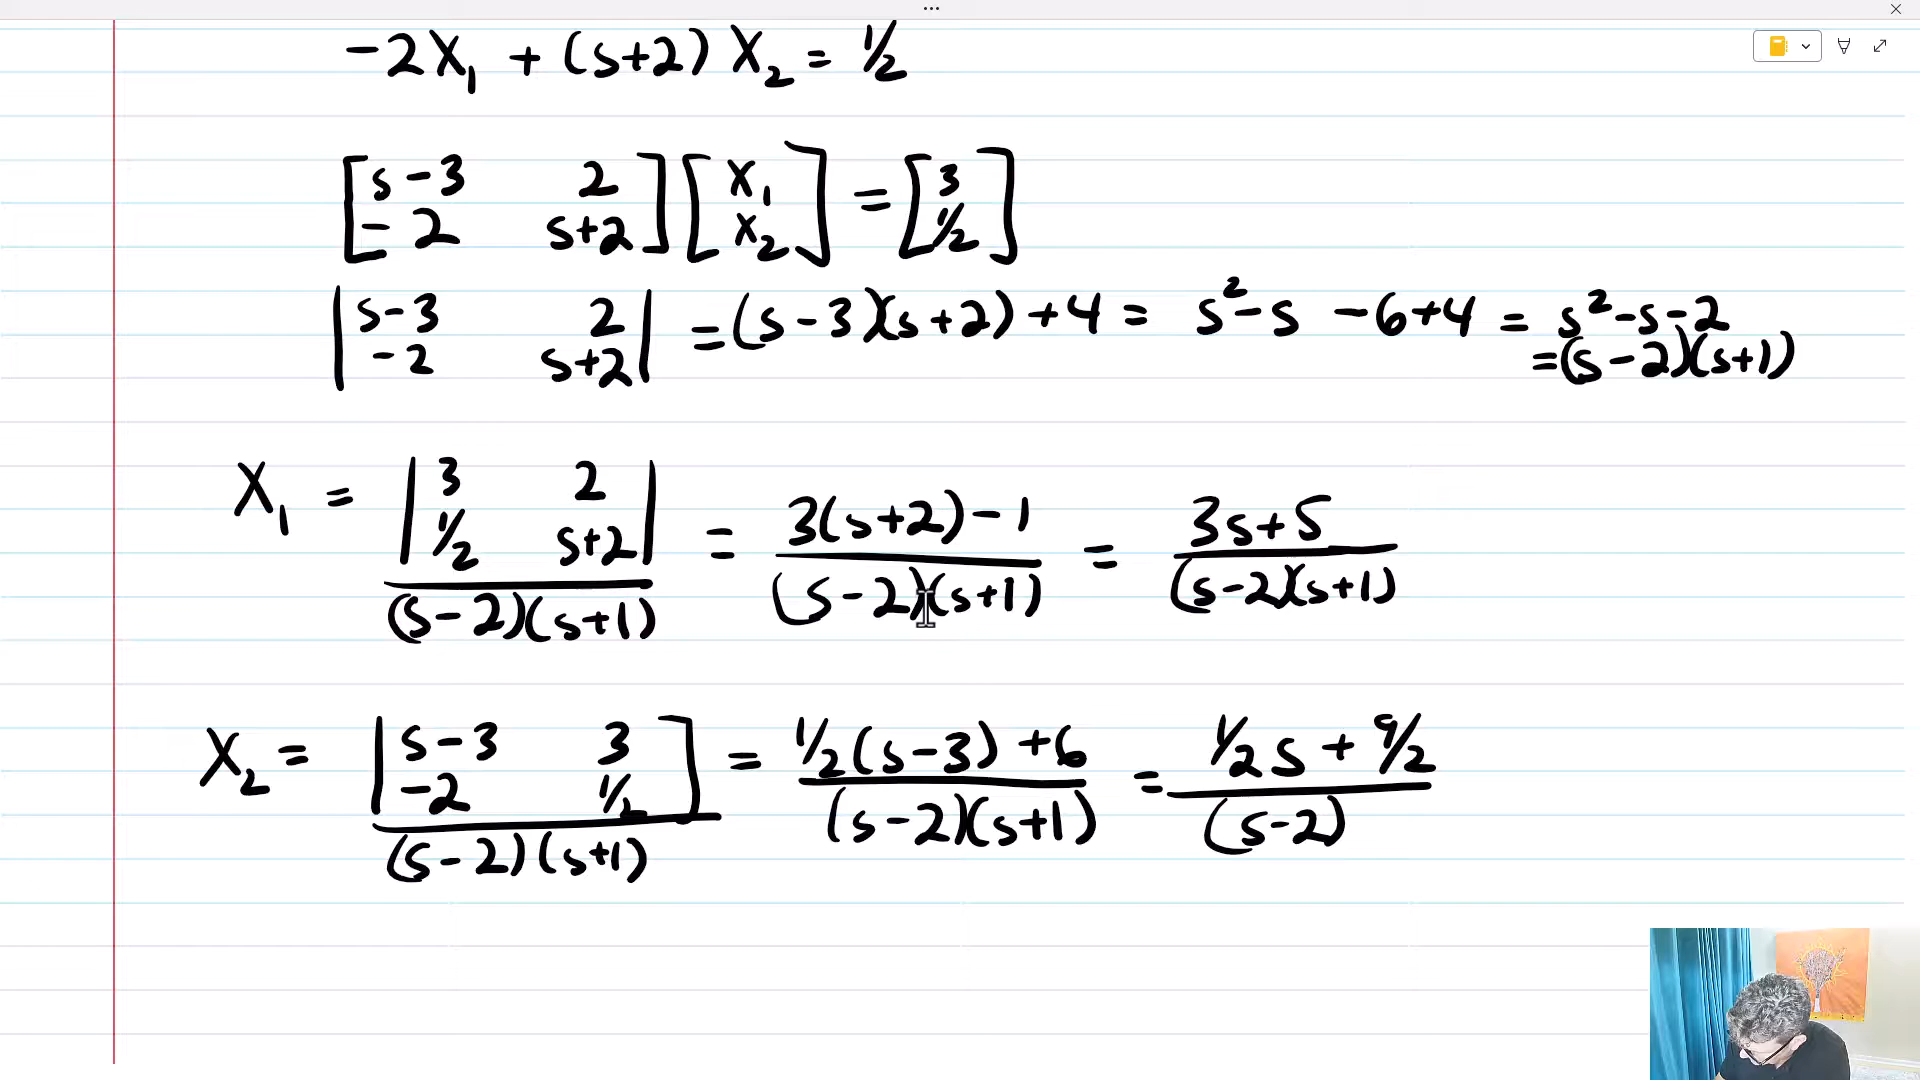 -2X₁ + (s+2) X₂ = 1/2
[s-3 2; -2 s+2] [X₁; X₂] = [3; 1/2]
|s-3 2; -2 s+2| = (s-3)(s+2) + 4 = s² - s - 6 + 4 = s² - s - 2
= (s-2)(s+1)
X₁ = |3 2; 1/2 s+2| / (s-2)(s+1) = 3(s+2) - 1 / (s-2)(s+1) = 3s+5 / (s-2)(s+1)
X₂ = |s-3 3; -2 1/2] / (s-2)(s+1) = 1/2(s-3) + 6 / (s-2)(s+1) = 1/2 s + 9/2 / (s-2)